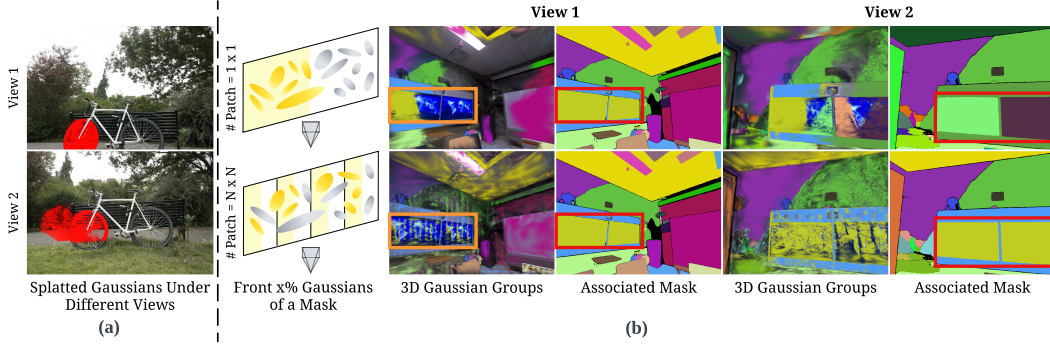 View 1
View 2
View 1
View 2
# Patch = 1 x 1
# Patch = N x N
Splatted Gaussians Under
Different Views
(a)
Front x% Gaussians
of a Mask
3D Gaussian Groups
Associated Mask
3D Gaussian Groups
Associated Mask
(b)